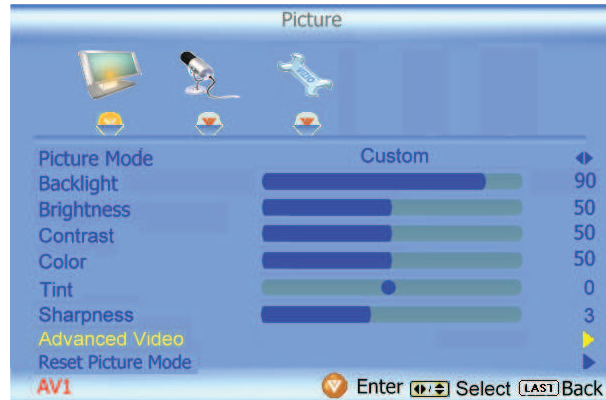 Picture
Picture Mode Custom
Backlight 90
Brightness 50
Contrast 50
Color 50
Tint 0
Sharpness 3
Advanced Video
Reset Picture Mode
AV1 Enter Select LAST Back